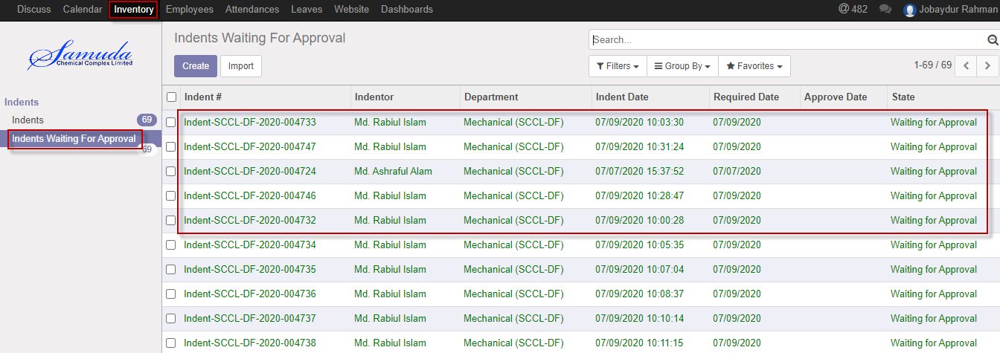 Discuss Calendar Inventory Employees Attendances Leaves Website Dashboards @ 482 Jobaydur Rahman
Samuda
Chemical Complex Limited
Indents
Indents 69
Indents Waiting For Approval
69
Indents Waiting For Approval
Search...
Create Import
Filters Group By Favorites
1-69 / 69
Indent # Indentor Department Indent Date Required Date Approve Date State
Indent-SCCL-DF-2020-004733 Md. Rabiul Islam Mechanical (SCCL-DF) 07/09/2020 10:03:30 07/09/2020 Waiting for Approval
Indent-SCCL-DF-2020-004747 Md. Rabiul Islam Mechanical (SCCL-DF) 07/09/2020 10:31:24 07/09/2020 Waiting for Approval
Indent-SCCL-DF-2020-004724 Md. Ashraful Alam Mechanical (SCCL-DF) 07/07/2020 15:37:52 07/07/2020 Waiting for Approval
Indent-SCCL-DF-2020-004746 Md. Rabiul Islam Mechanical (SCCL-DF) 07/09/2020 10:28:47 07/09/2020 Waiting for Approval
Indent-SCCL-DF-2020-004732 Md. Rabiul Islam Mechanical (SCCL-DF) 07/09/2020 10:00:28 07/09/2020 Waiting for Approval
Indent-SCCL-DF-2020-004734 Md. Rabiul Islam Mechanical (SCCL-DF) 07/09/2020 10:05:35 07/09/2020 Waiting for Approval
Indent-SCCL-DF-2020-004735 Md. Rabiul Islam Mechanical (SCCL-DF) 07/09/2020 10:07:04 07/09/2020 Waiting for Approval
Indent-SCCL-DF-2020-004736 Md. Rabiul Islam Mechanical (SCCL-DF) 07/09/2020 10:08:37 07/09/2020 Waiting for Approval
Indent-SCCL-DF-2020-004737 Md. Rabiul Islam Mechanical (SCCL-DF) 07/09/2020 10:10:14 07/09/2020 Waiting for Approval
Indent-SCCL-DF-2020-004738 Md. Rabiul Islam Mechanical (SCCL-DF) 07/09/2020 10:11:15 07/09/2020 Waiting for Approval